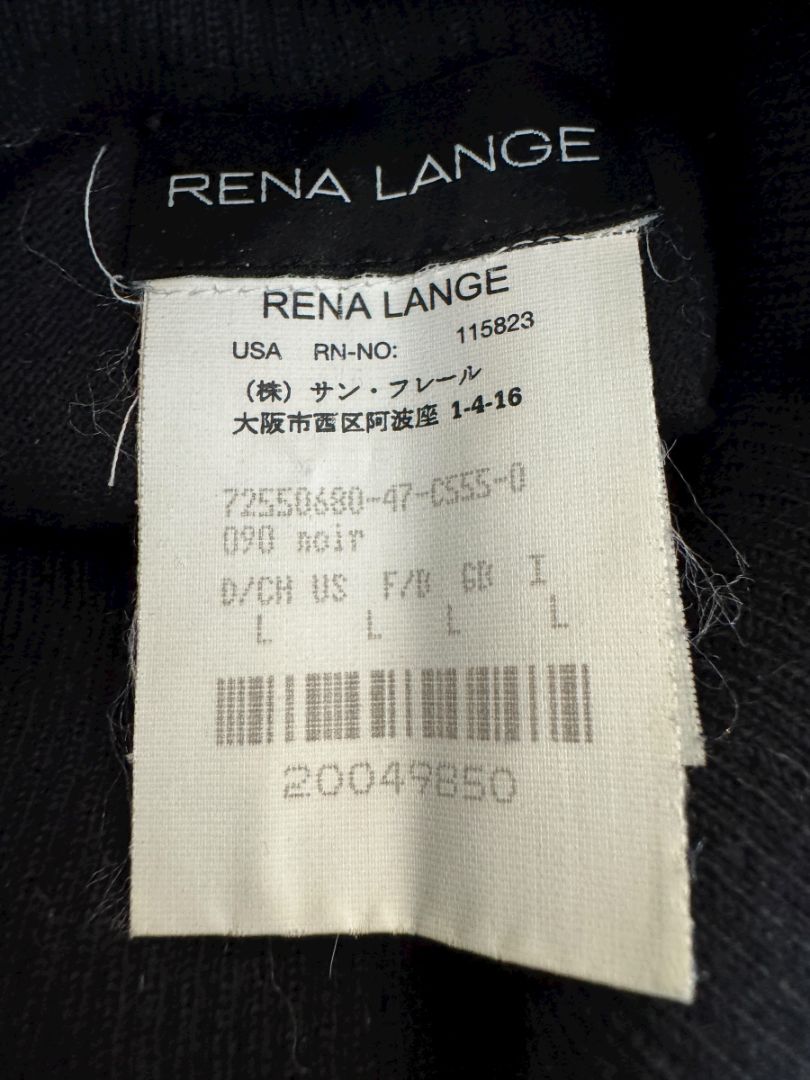 RENA LANGE
RENA LANGE
USA RN-NO: 115823
(株) サン・フレール
大阪市西区阿波座 1-4-16
72550680-47-C555-0
090 noir
D/CH US F/B GB I
L L L L
20049850